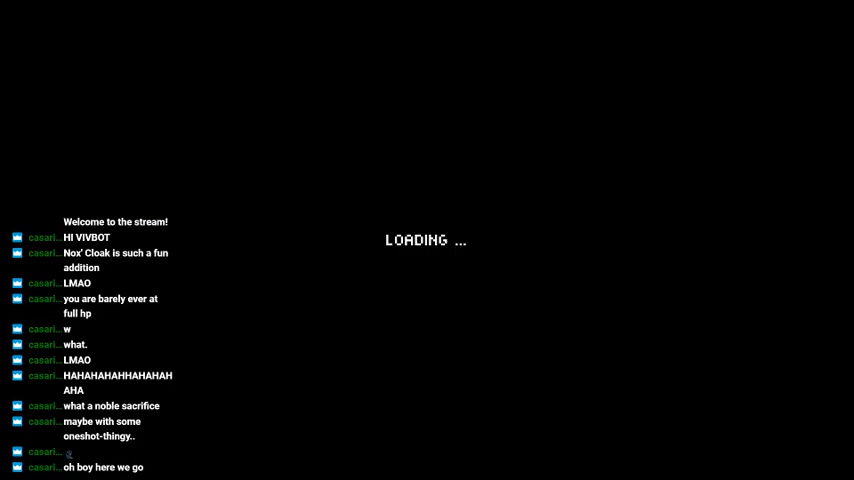 Welcome to the stream!
casari... HI VIVBOT
casari... Nox' Cloak is such a fun
addition
casari... LMAO
casari... you are barely ever at
full hp
casari... w
casari... what.
casari... LMAO
casari... HAHAHAHAHHAHAHAH
AHA
casari... what a noble sacrifice
casari... maybe with some
oneshot-thingy..
casari...
casari... oh boy here we go
LOADING ...